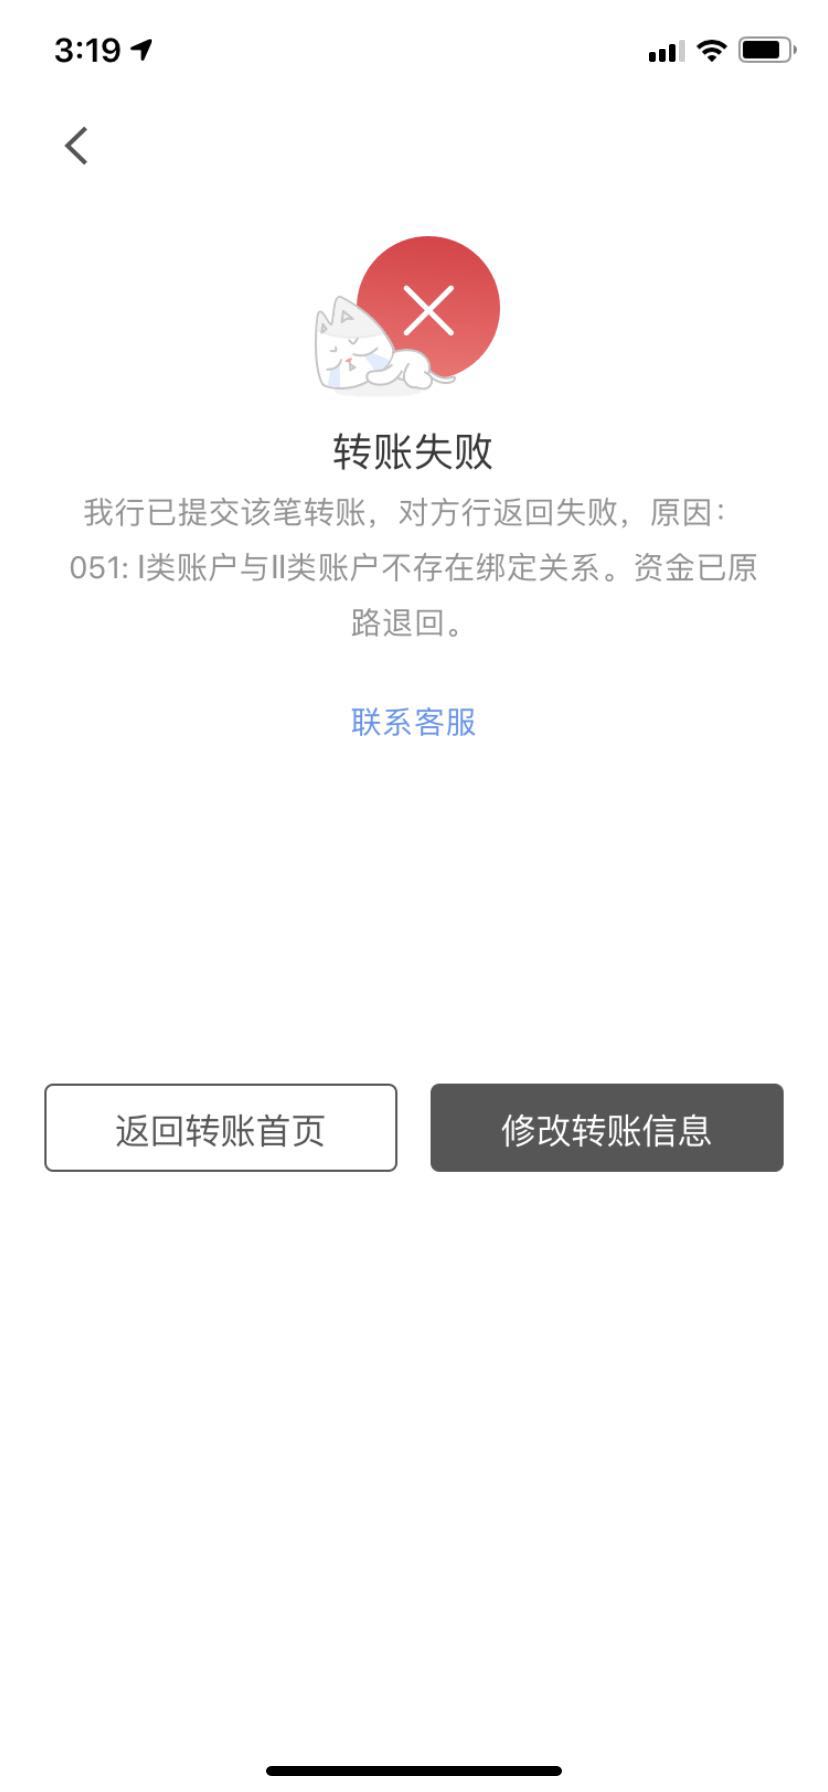 3:19
转账失败
我行已提交该笔转账，对方行返回失败，原因：
051: I类账户与II类账户不存在绑定关系。资金已原
路退回。
联系客服
返回转账首页
修改转账信息